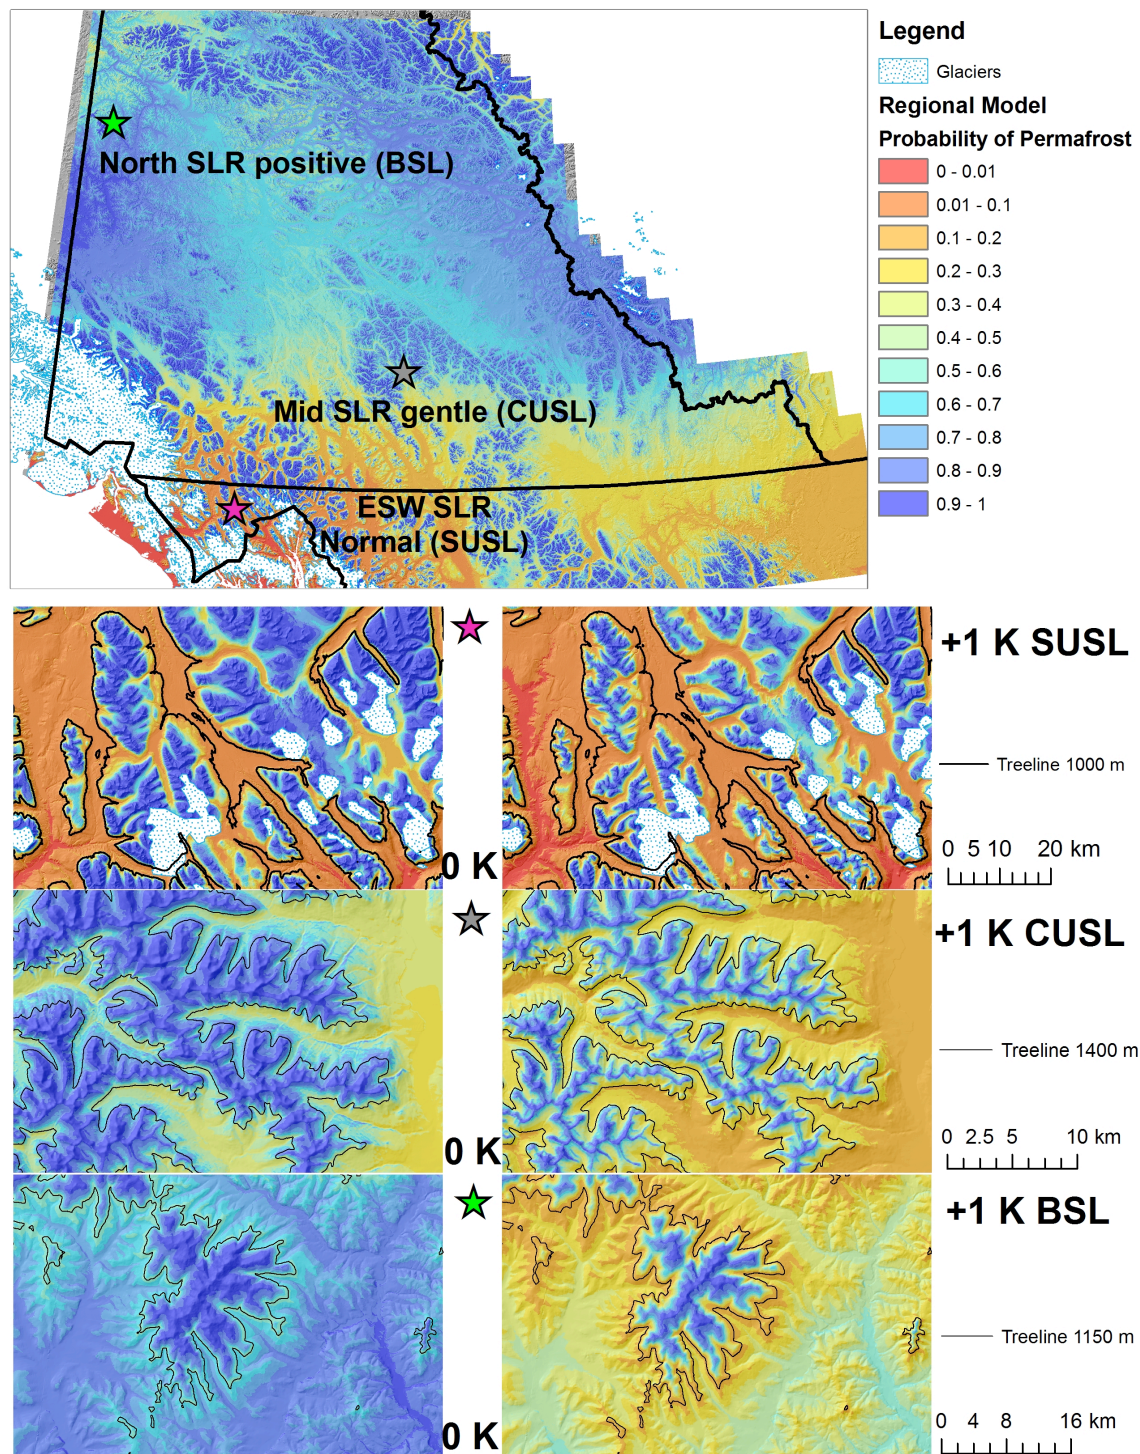 Legend
Glaciers
Regional Model
Probability of Permafrost
0 - 0.01
0.01 - 0.1
0.1 - 0.2
0.2 - 0.3
0.3 - 0.4
0.4 - 0.5
0.5 - 0.6
0.6 - 0.7
0.7 - 0.8
0.8 - 0.9
0.9 - 1
North SLR positive (BSL)
Mid SLR gentle (CUSL)
ESW SLR
Normal (SUSL)
+1 K SUSL
Treeline 1000 m
0 5 10 20 km
0 K
+1 K CUSL
Treeline 1400 m
0 2.5 5 10 km
0 K
+1 K BSL
Treeline 1150 m
0 4 8 16 km
0 K